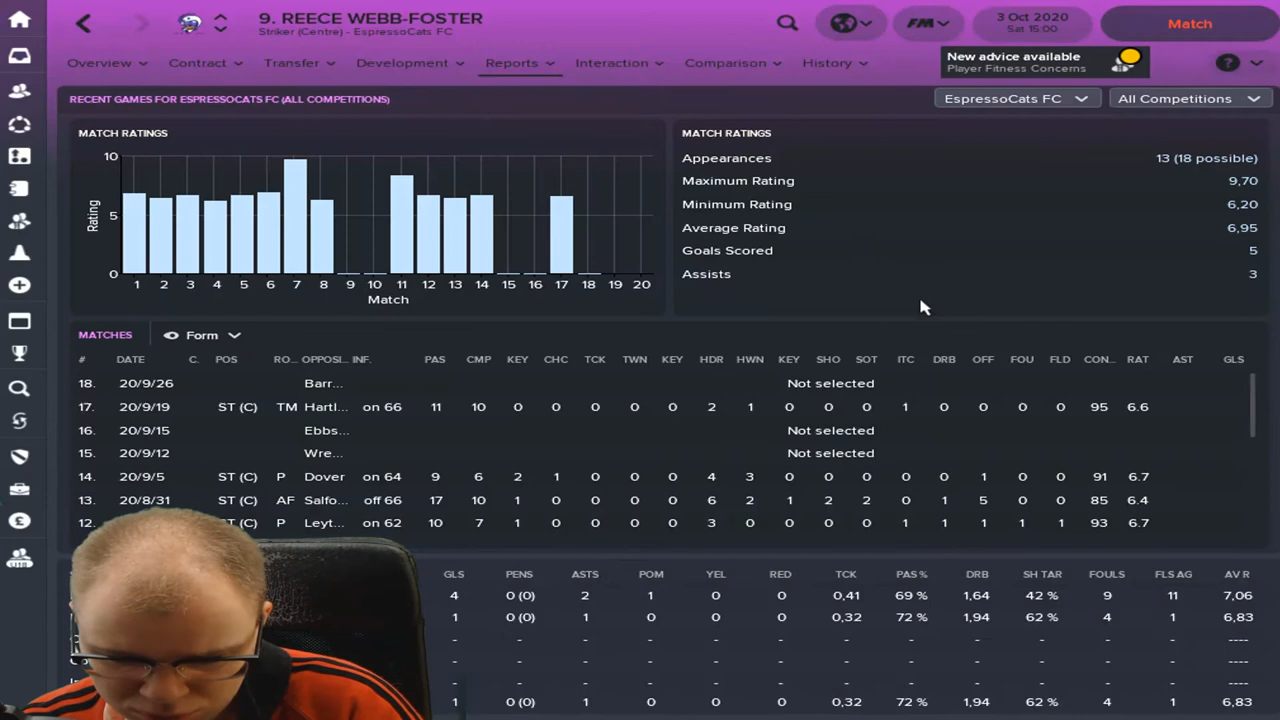 9. REECE WEBB-FOSTER
Striker (Centre) - EspressoCats FC
FM
3 Oct 2020
Sat 15:00
Match
Overview Contract Transfer Development Reports Interaction Comparison History
New advice available
Player Fitness Concerns
?
RECENT GAMES FOR ESPRESSOCATS FC (ALL COMPETITIONS)
EspressoCats FC
All Competitions
MATCH RATINGS
10
5
0
Rating
1 2 3 4 5 6 7 8 9 10 11 12 13 14 15 16 17 18 19 20
Match
MATCH RATINGS
Appearances 13 (18 possible)
Maximum Rating 9,70
Minimum Rating 6,20
Average Rating 6,95
Goals Scored 5
Assists 3
MATCHES Form
# DATE C. POS RO... OPPOSI... INF. PAS CMP KEY CHC TCK TWN KEY HDR HWN KEY SHO SOT ITC DRB OFF FOU FLD CON... RAT AST GLS
18. 20/9/26 Barr... Not selected
17. 20/9/19 ST (C) TM Hartl... on 66 11 10 0 0 0 0 0 2 1 0 0 0 1 0 0 0 0 95 6.6
16. 20/9/15 Ebbs... Not selected
15. 20/9/12 Wre... Not selected
14. 20/9/5 ST (C) P Dover on 64 9 6 2 1 0 0 0 4 3 0 0 0 0 0 1 0 0 91 6.7
13. 20/8/31 ST (C) AF Salfo... off 66 17 10 1 0 0 0 0 6 2 1 2 2 0 1 5 0 0 85 6.4
12. ST (C) P Leyt... on 62 10 7 1 0 0 0 0 3 0 0 0 0 1 1 1 1 1 93 6.7
GLS PENS ASTS POM YEL RED TCK PAS % DRB SH TAR FOULS FLS AG AV R
4 0 (0) 2 1 0 0 0,41 69 % 1,64 42 % 9 11 7,06
1 0 (0) 1 0 0 0 0,32 72 % 1,94 62 % 4 1 6,83
- - - - - - - - - - - - ----
- - - - - - - - - - - - ----
- - - - - - - - - - - - ----
1 0 (0) 1 0 0 0 0,32 72 % 1,94 62 % 4 1 6,83
U18